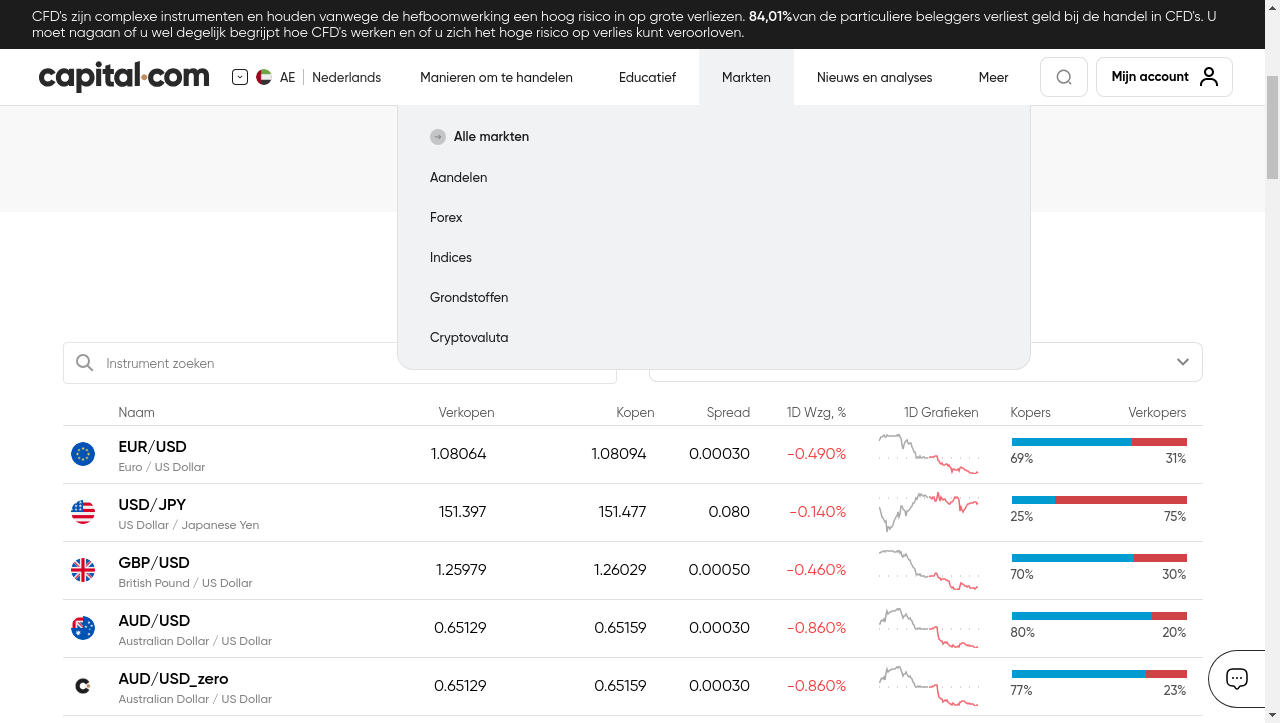 CFD's zijn complexe instrumenten en houden vanwege de hefboomwerking een hoog risico in op grote verliezen. 84,01%van de particuliere beleggers verliest geld bij de handel in CFD's. U
moet nagaan of u wel degelijk begrijpt hoe CFD's werken en of u zich het hoge risico op verlies kunt veroorloven.
capital.com AE Nederlands Manieren om te handelen Educatief Markten Nieuws en analyses Meer Mijn account
Alle markten
Aandelen
Forex
Indices
Grondstoffen
Cryptovaluta
Instrument zoeken
Naam Verkopen Kopen Spread 1D Wzg, % 1D Grafieken Kopers Verkopers
EUR/USD 1.08064 1.08094 0.00030 -0.490% 69% 31%
Euro / US Dollar
USD/JPY 151.397 151.477 0.080 -0.140% 25% 75%
US Dollar / Japanese Yen
GBP/USD 1.25979 1.26029 0.00050 -0.460% 70% 30%
British Pound / US Dollar
AUD/USD 0.65129 0.65159 0.00030 -0.860% 80% 20%
Australian Dollar / US Dollar
AUD/USD_zero 0.65129 0.65159 0.00030 -0.860% 77% 23%
Australian Dollar / US Dollar